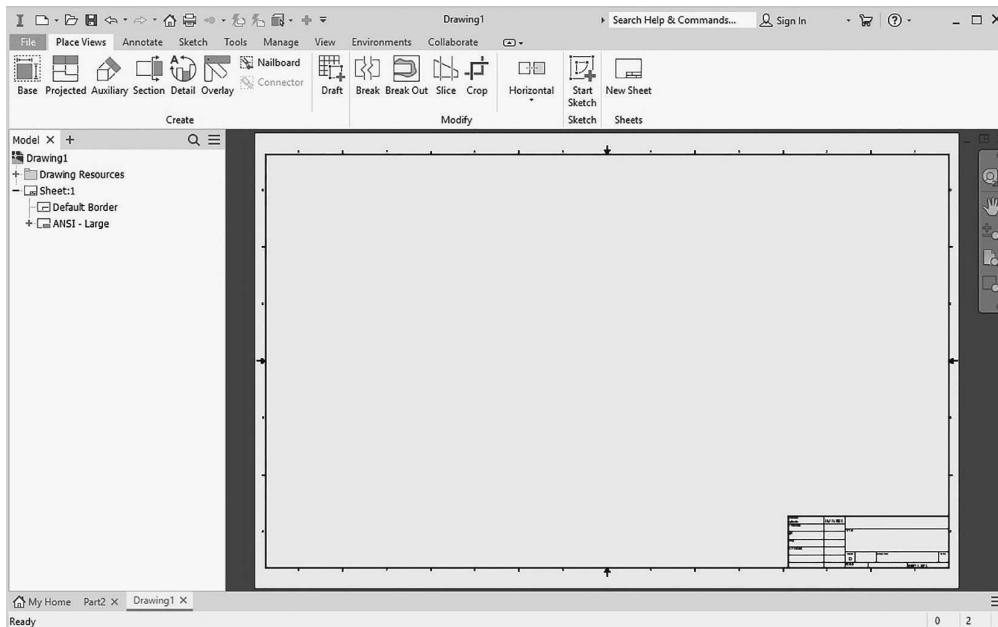 Drawing1
Search Help & Commands...
Sign In
File Place Views Annotate Sketch Tools Manage View Environments Collaborate
Base Projected Auxiliary Section Detail Overlay
Nailboard
Connector
Draft Break Break Out Slice Crop Horizontal
Start
Sketch
New Sheet
Create Modify Sketch Sheets
Model
Drawing1
Drawing Resources
Sheet:1
Default Border
ANSI - Large
My Home Part2 Drawing1
Ready 0 2